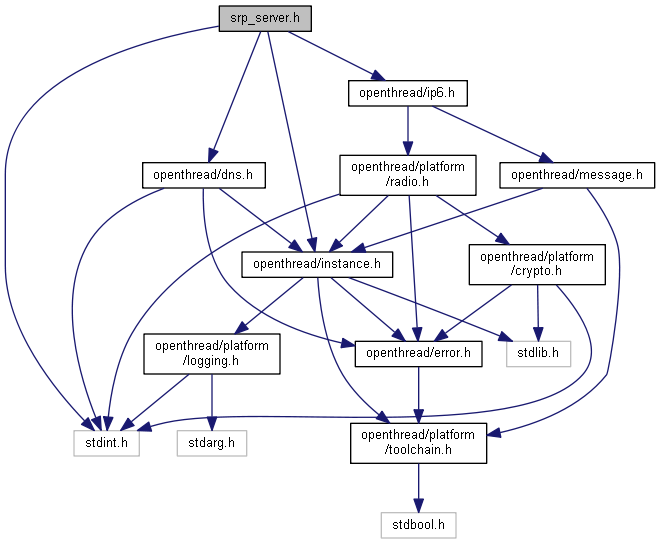 srp_server.h
openthread/ip6.h
openthread/dns.h
openthread/platform
/radio.h
openthread/message.h
openthread/instance.h
openthread/platform
/crypto.h
openthread/platform
/logging.h
openthread/error.h
stdlib.h
stdint.h
stdarg.h
openthread/platform
/toolchain.h
stdbool.h